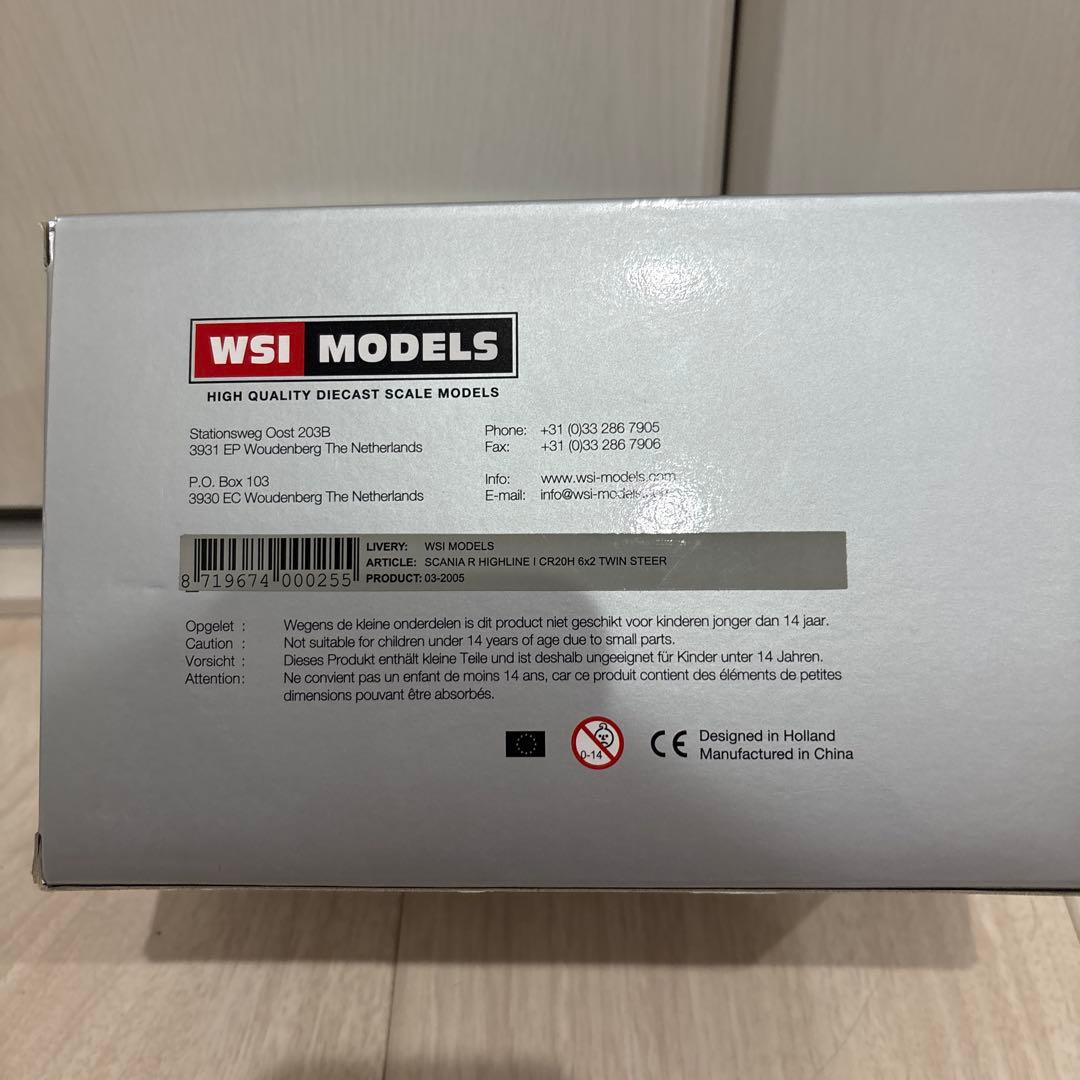 WSI MODELS
HIGH QUALITY DIECAST SCALE MODELS
Stationsweg Oost 203B
3931 EP Woudenberg The Netherlands
P.O. Box 103
3930 EC Woudenberg The Netherlands
Phone: +31 (0)33 286 7905
Fax: +31 (0)33 286 7906
Info: www.wsi-models.com
E-mail:
LIVERY: WSI MODELS
ARTICLE: SCANIA R HIGHLINE I CR20H 6x2 TWIN STEER
PRODUCT: 03-2005
8 719674 000255
Opgelet : Wegens de kleine onderdelen is dit product niet geschikt voor kinderen jonger dan 14 jaar.
Caution : Not suitable for children under 14 years of age due to small parts.
Vorsicht : Dieses Produkt enthält kleine Teile und ist deshalb ungeeignet für Kinder unter 14 Jahren.
Attention: Ne convient pas un enfant de moins 14 ans, car ce produit contient des éléments de petites
dimensions pouvant être absorbés.
0-14
CE
Designed in Holland
Manufactured in China